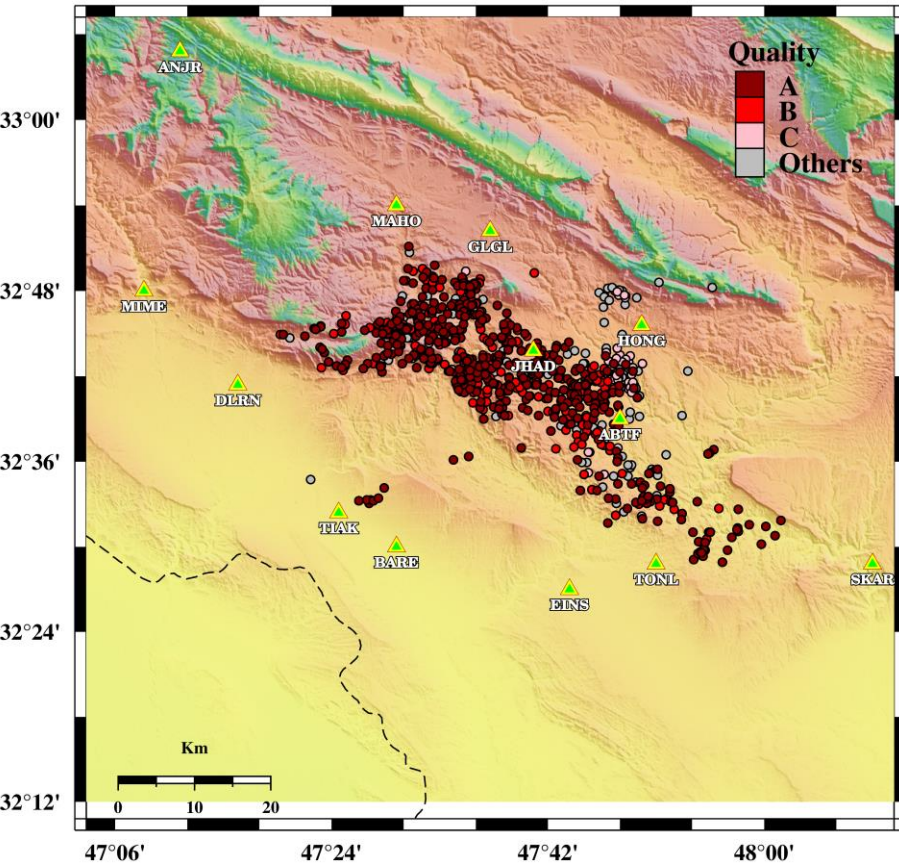 Quality
A
B
C
Others
ANJR
33°00'
MAHO
GLGL
32°48'
MIME
HONG
JHAD
DLRN
ABTF
32°36'
TIAK
BARE
TONL
SKAR
EINS
32°24'
Km
0 10 20
32°12'
47°06' 47°24' 47°42' 48°00'